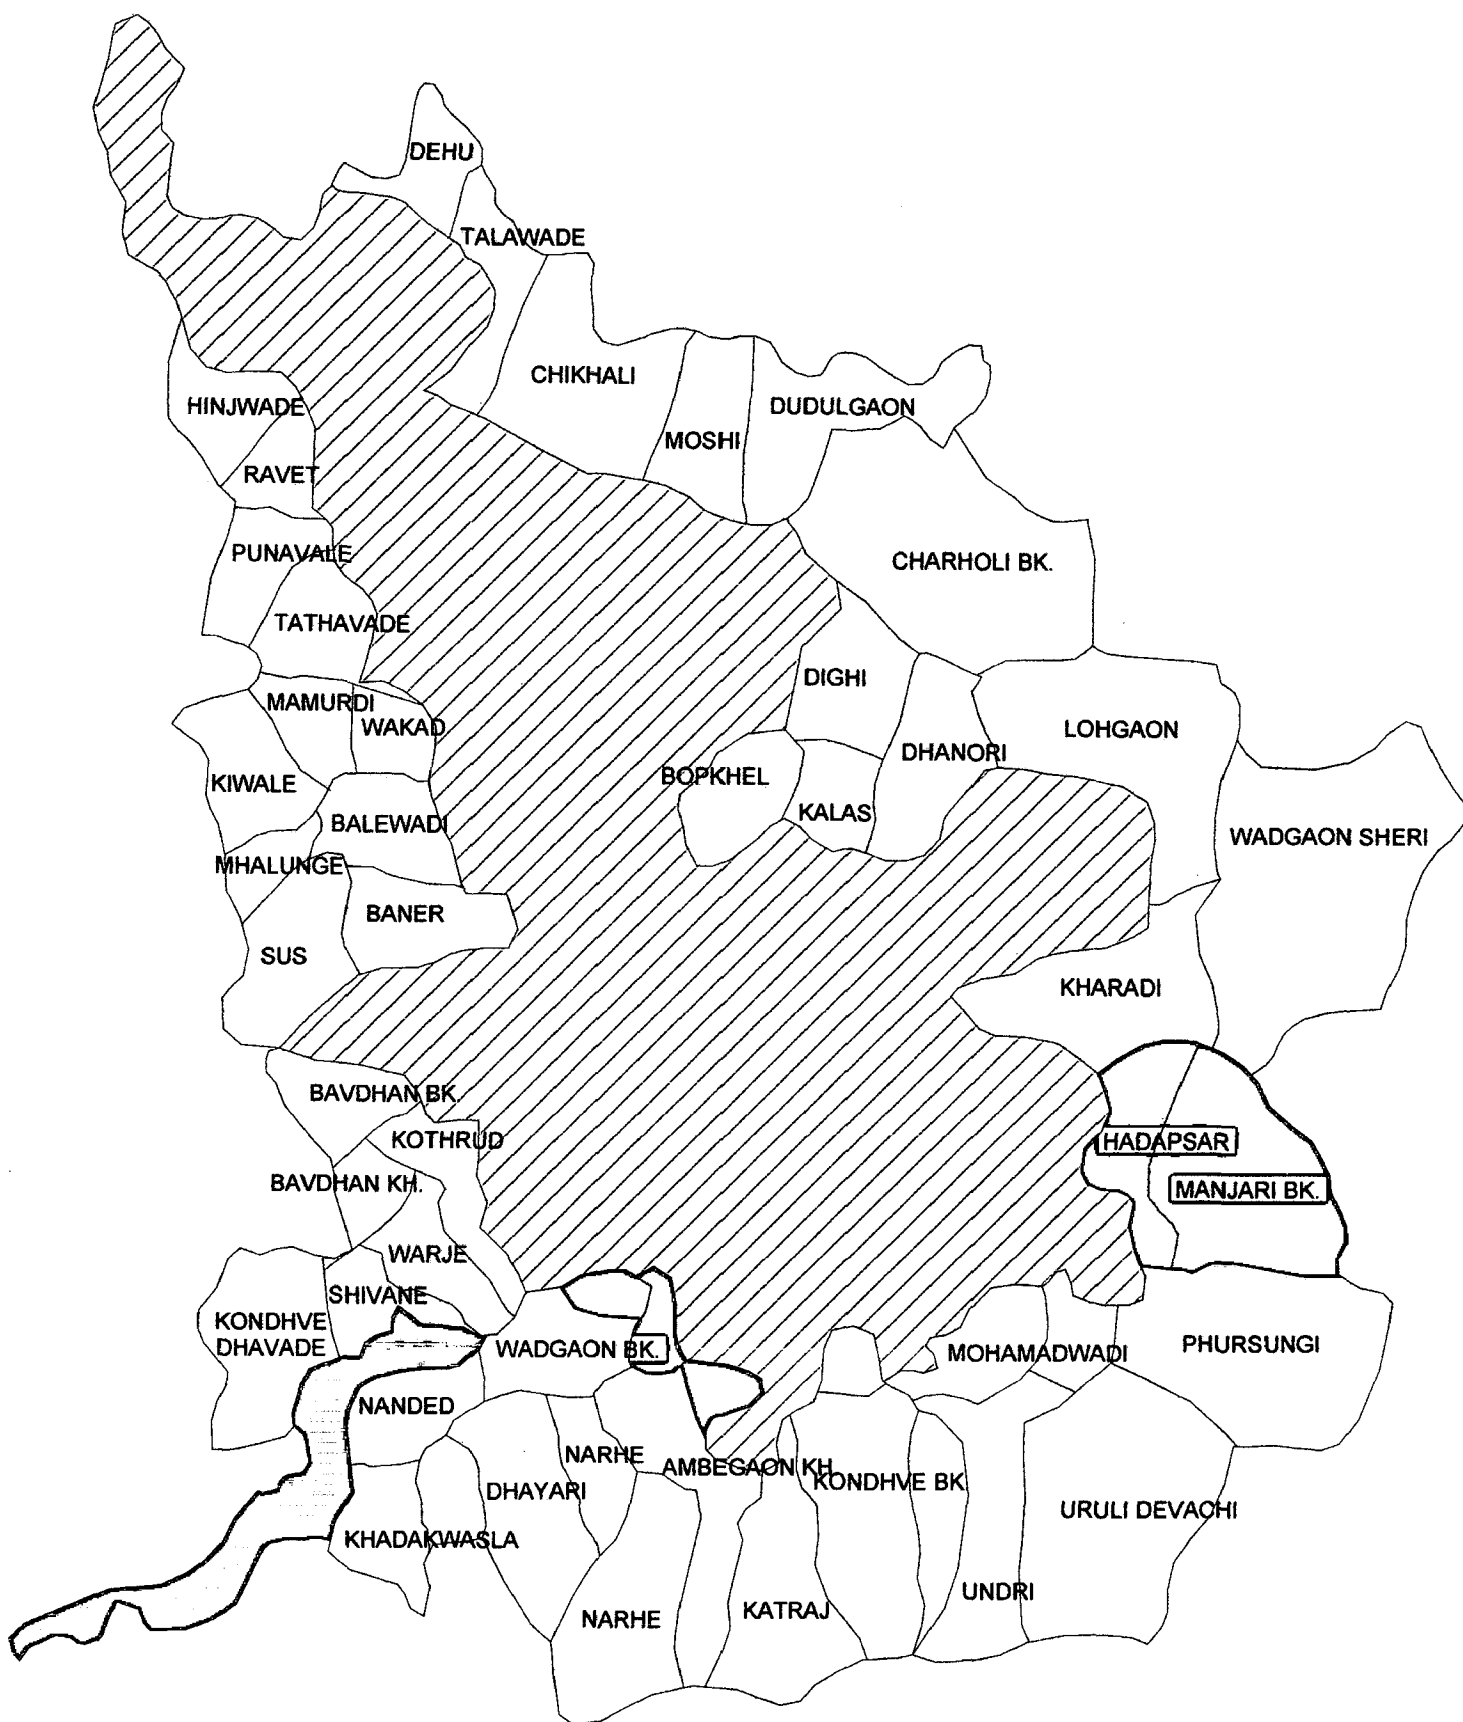 DEHU
TALAWADE
CHIKHALI
HINJWADE
DUDULGAON
MOSHI
RAVET
PUNAVALE
CHARHOLI BK.
TATHAVADE
DIGHI
MAMURDI
WAKAD
LOHGAON
DHANORI
BOPKHEL
KIWALE
KALAS
BALEWADI
WADGAON SHERI
MHALUNGE
BANER
SUS
KHARADI
BAVDHAN BK.
KOTHRUD
HADAPSAR
BAVDHAN KH.
MANJARI BK.
WARJE
SHIVANE
KONDHVE
DHAVADE
WADGAON BK.
MOHAMADWADI
PHURSUNGI
NANDED
NARHE
AMBEGAON KH
KONDHVE BK
DHAYARI
URULI DEVACHI
KHADAKWASLA
UNDRI
KATRAJ
NARHE